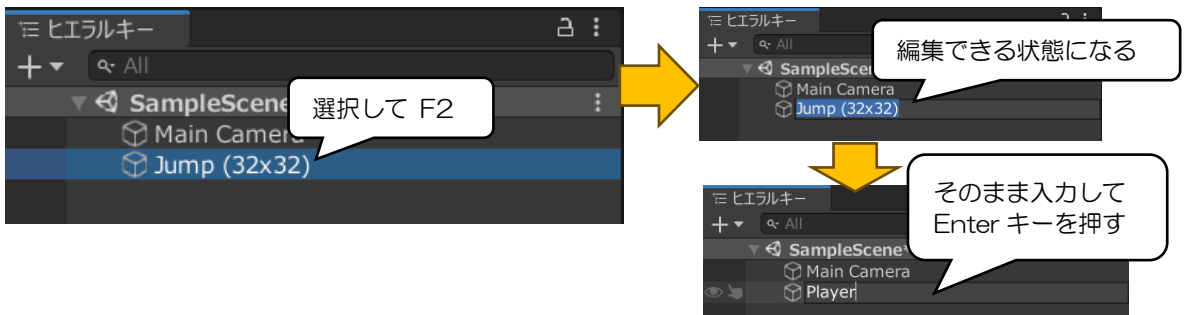 ヒエラルキー
All
SampleScene
選択して F2
Main Camera
Jump (32x32)
ヒエラルキー
All
編集できる状態になる
SampleScene
Main Camera
Jump (32x32)
ヒエラルキー
All
そのまま入力して
Enter キーを押す
SampleScene*
Main Camera
Player